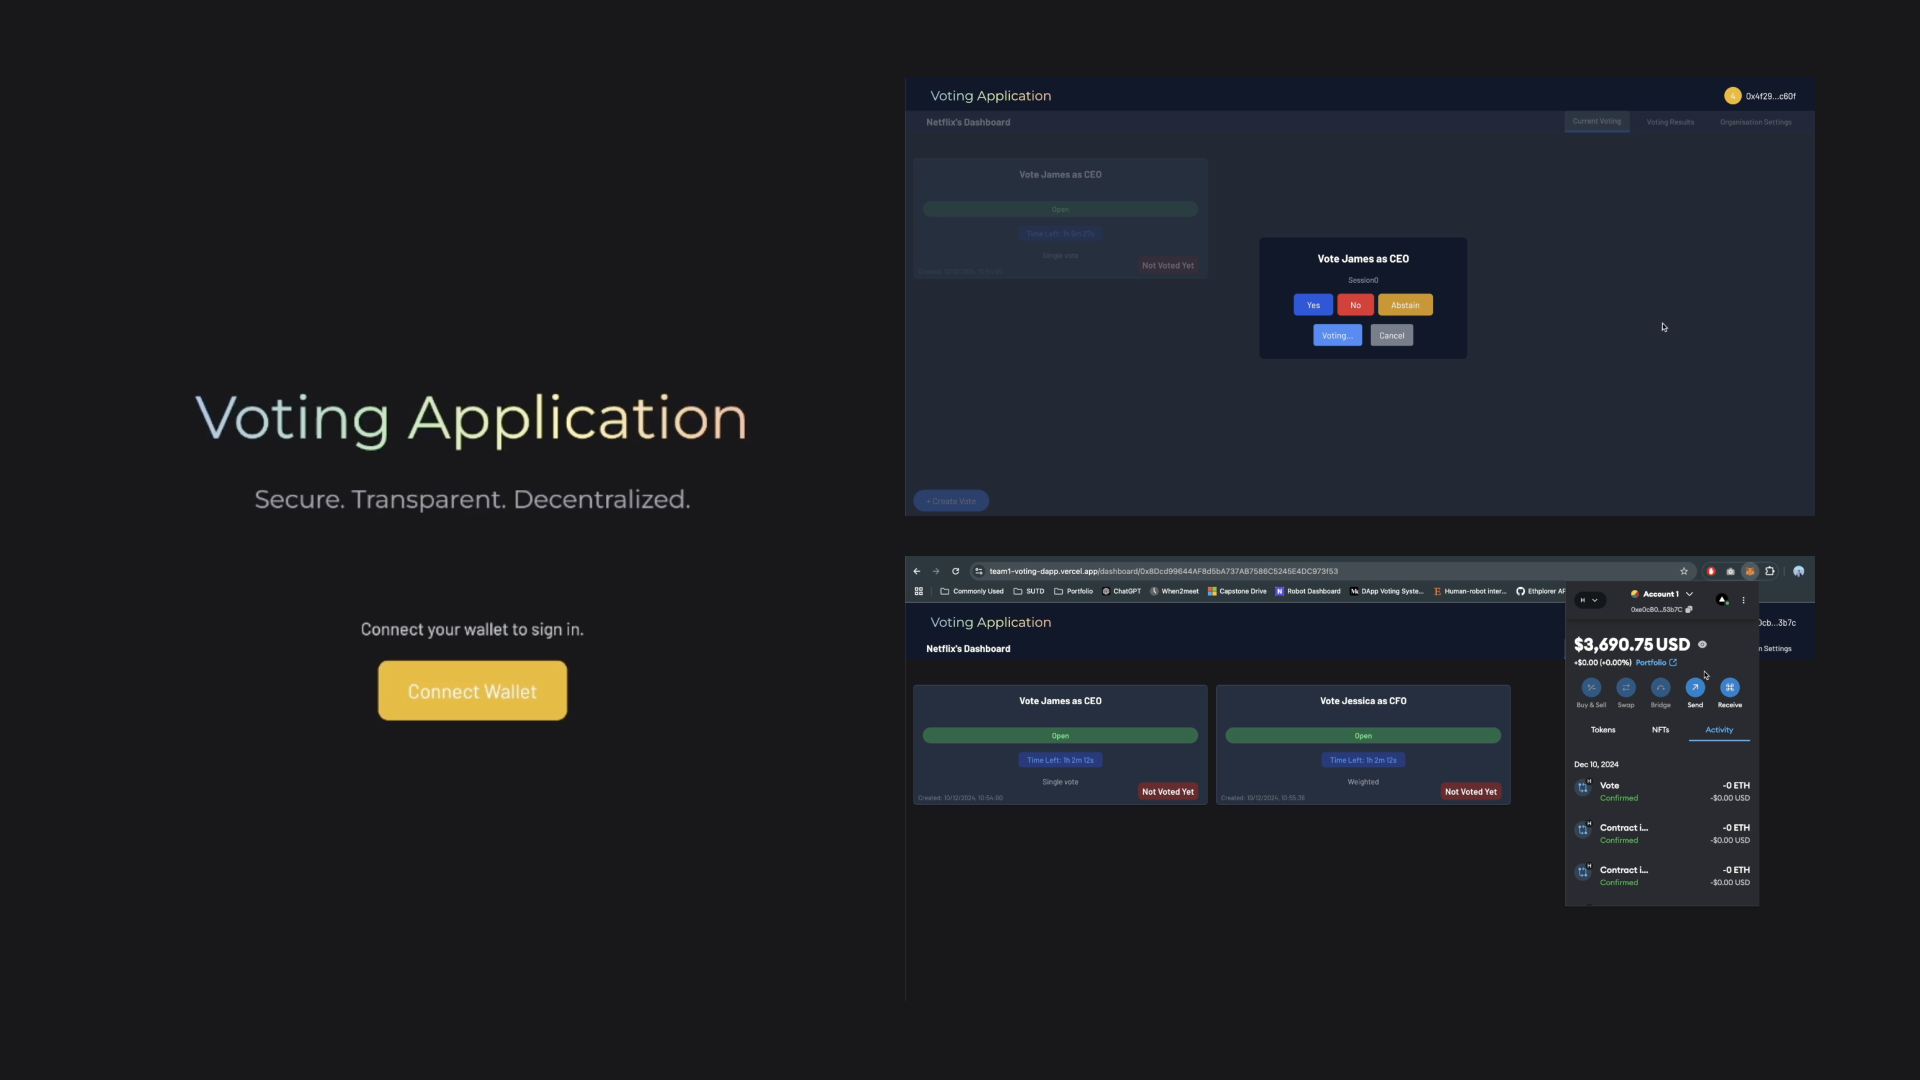 Voting Application
Secure. Transparent. Decentralized.
Connect your wallet to sign in.
Connect Wallet
Voting Application
0x4f29...c60f
Netflix's Dashboard
Current Voting
Voting Results
Organisation Settings
Vote James as CEO
Open
Time Left: 1h
Single vote
Not Voted Yet
Vote James as CEO
Session0
Yes
No
Abstain
Voting...
Cancel
+ Create Vote
team1-voting-dapp.vercel.app/dashboard/0x8Dcd99644AF8d5bA737AB7586C5245E4DC973f53
Commonly Used
SUTD
Portfolio
ChatGPT
When2meet
Capstone Drive
Robot Dashboard
DApp Voting Syste...
Human-robot inter...
Ethplorer AP
Voting Application
0cb...3b7c
Netflix's Dashboard
n Settings
Vote James as CEO
Open
Time Left: 1h 2m 12s
Single vote
Not Voted Yet
Created: 10/12/2024, 10:54:00
Vote Jessica as CFO
Open
Time Left: 1h 2m 12s
Weighted
Not Voted Yet
Created: 10/12/2024, 10:55:36
H
Account 1
0xe0cB0...53b7C
$3,690.75 USD
+$0.00 (+0.00%) Portfolio
Buy & Sell
Swap
Bridge
Send
Receive
Tokens
NFTs
Activity
Dec 10, 2024
Vote
-0 ETH
Confirmed
-$0.00 USD
Contract i...
-0 ETH
Confirmed
-$0.00 USD
Contract i...
-0 ETH
Confirmed
-$0.00 USD